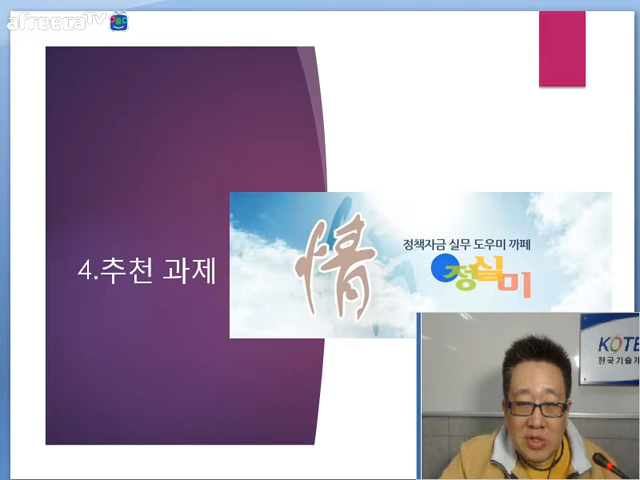 afreecaTV
4.추천 과제
情
정책자금 실무 도우미 까페
정실미
KOTE
한국기술개